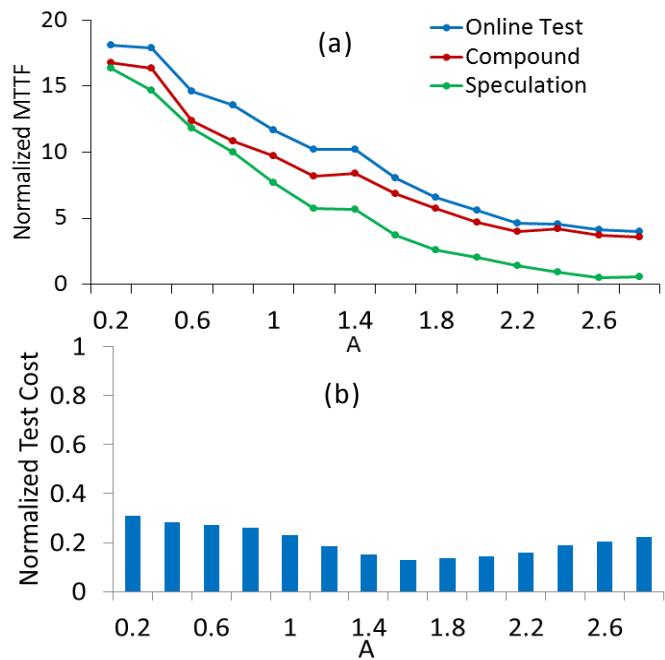 20
(a)
Online Test
Compound
Speculation
15
10
5
0
Normalized MTTF
0.2 0.6 1 1.4 1.8 2.2 2.6
A
1
(b)
0.8
0.6
0.4
0.2
0
Normalized Test Cost
0.2 0.6 1 1.4 1.8 2.2 2.6
A